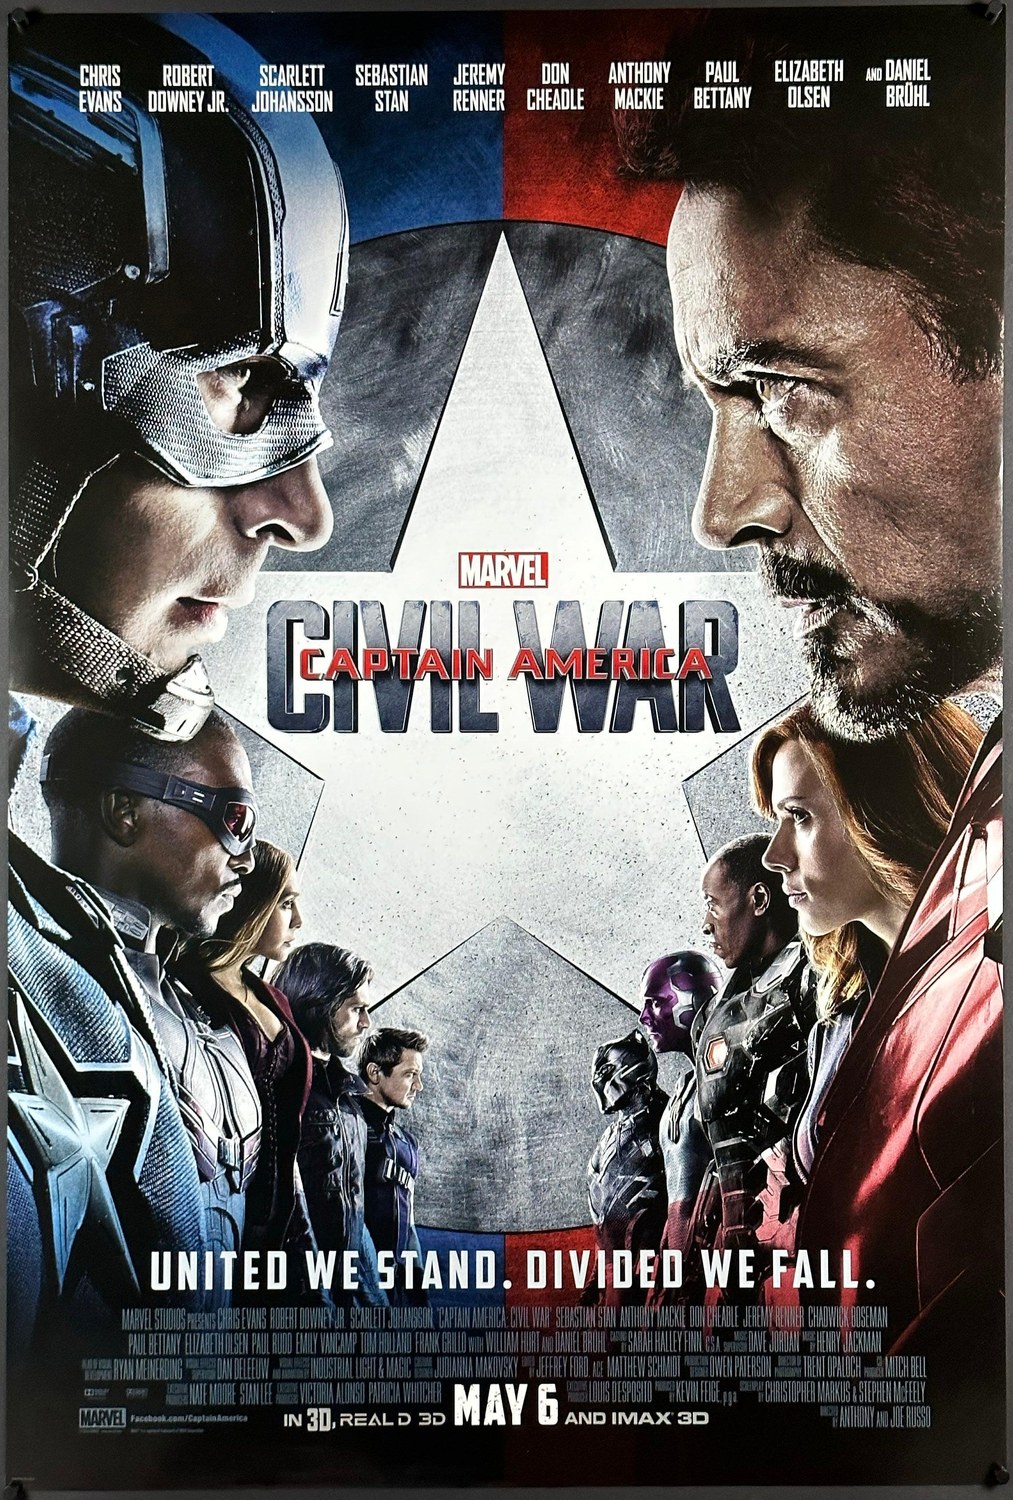 CHRIS EVANS
ROBERT DOWNEY JR.
SCARLETT JOHANSSON
SEBASTIAN STAN
JEREMY RENNER
DON CHEADLE
ANTHONY MACKIE
PAUL BETTANY
ELIZABETH OLSEN
AND DANIEL BRÜHL
MARVEL
CIVIL WAR
CAPTAIN AMERICA
UNITED WE STAND. DIVIDED WE FALL.
MARVEL STUDIOS PRESENTS CHRIS EVANS ROBERT DOWNEY JR. SCARLETT JOHANSSON "CAPTAIN AMERICA: CIVIL WAR" SEBASTIAN STAN ANTHONY MACKIE DON CHEADLE JEREMY RENNER CHADWICK BOSEMAN
PAUL BETTANY ELIZABETH OLSEN PAUL RUDD EMILY VANCAMP TOM HOLLAND FRANK GRILLO WITH WILLIAM HURT AND DANIEL BRÜHL SARAH HALLEY FINN, C.S.A. DAVE JORDAN HENRY JACKMAN
RYAN MEINERDING DAN DELEEUW INDUSTRIAL LIGHT & MAGIC JUDIANNA MAKOVSKY JEFFREY FORD, ACE MATTHEW SCHMIDT OWEN PATERSON TRENT OPALOCH MITCH BELL
NATE MOORE STAN LEE VICTORIA ALONSO PATRICIA WHITCHER LOUIS D'ESPOSITO KEVIN FEIGE, p.g.a. CHRISTOPHER MARKUS & STEPHEN McFEELY
MARVEL Facebook.com/CaptainAmerica IN 3D, REAL D 3D MAY 6 AND IMAX 3D ANTHONY AND JOE RUSSO